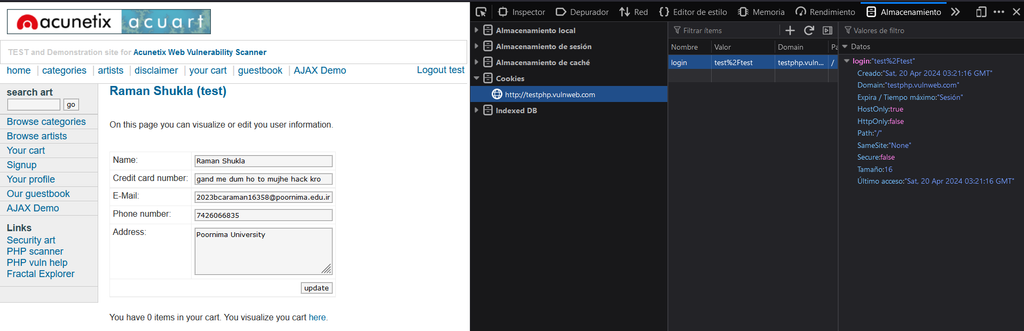 acunetix acuart
TEST and Demonstration site for Acunetix Web Vulnerability Scanner
home | categories | artists | disclaimer | your cart | guestbook | AJAX Demo
Logout test
search art
go
Browse categories
Browse artists
Your cart
Signup
Your profile
Our guestbook
AJAX Demo
Links
Security art
PHP scanner
PHP vuln help
Fractal Explorer
Raman Shukla (test)
On this page you can visualize or edit you user information.
Name: Raman Shukla
Credit card number: gand me dum ho to mujhe hack kro
E-Mail: 2023bcaraman16358@poornima.edu.ir
Phone number: 7426066835
Address: Poornima University
update
You have 0 items in your cart. You visualize you cart here.
Inspector Depurador Red Editor de estilo Memoria Rendimiento Almacenamiento
Almacenamiento local
Almacenamiento de sesión
Almacenamiento de caché
Cookies
http://testphp.vulnweb.com
Indexed DB
Filtrar ítems
Nombre Valor Domain Pa
login test%2Ftest testphp.vuln... /
Valores de filtro
Datos
login:"test%2Ftest"
Creado:"Sat, 20 Apr 2024 03:21:16 GMT"
Domain:"testphp.vulnweb.com"
Expira / Tiempo máximo:"Sesión"
HostOnly:true
HttpOnly:false
Path:"/"
SameSite:"None"
Secure:false
Tamaño:16
Último acceso:"Sat, 20 Apr 2024 03:21:16 GMT"